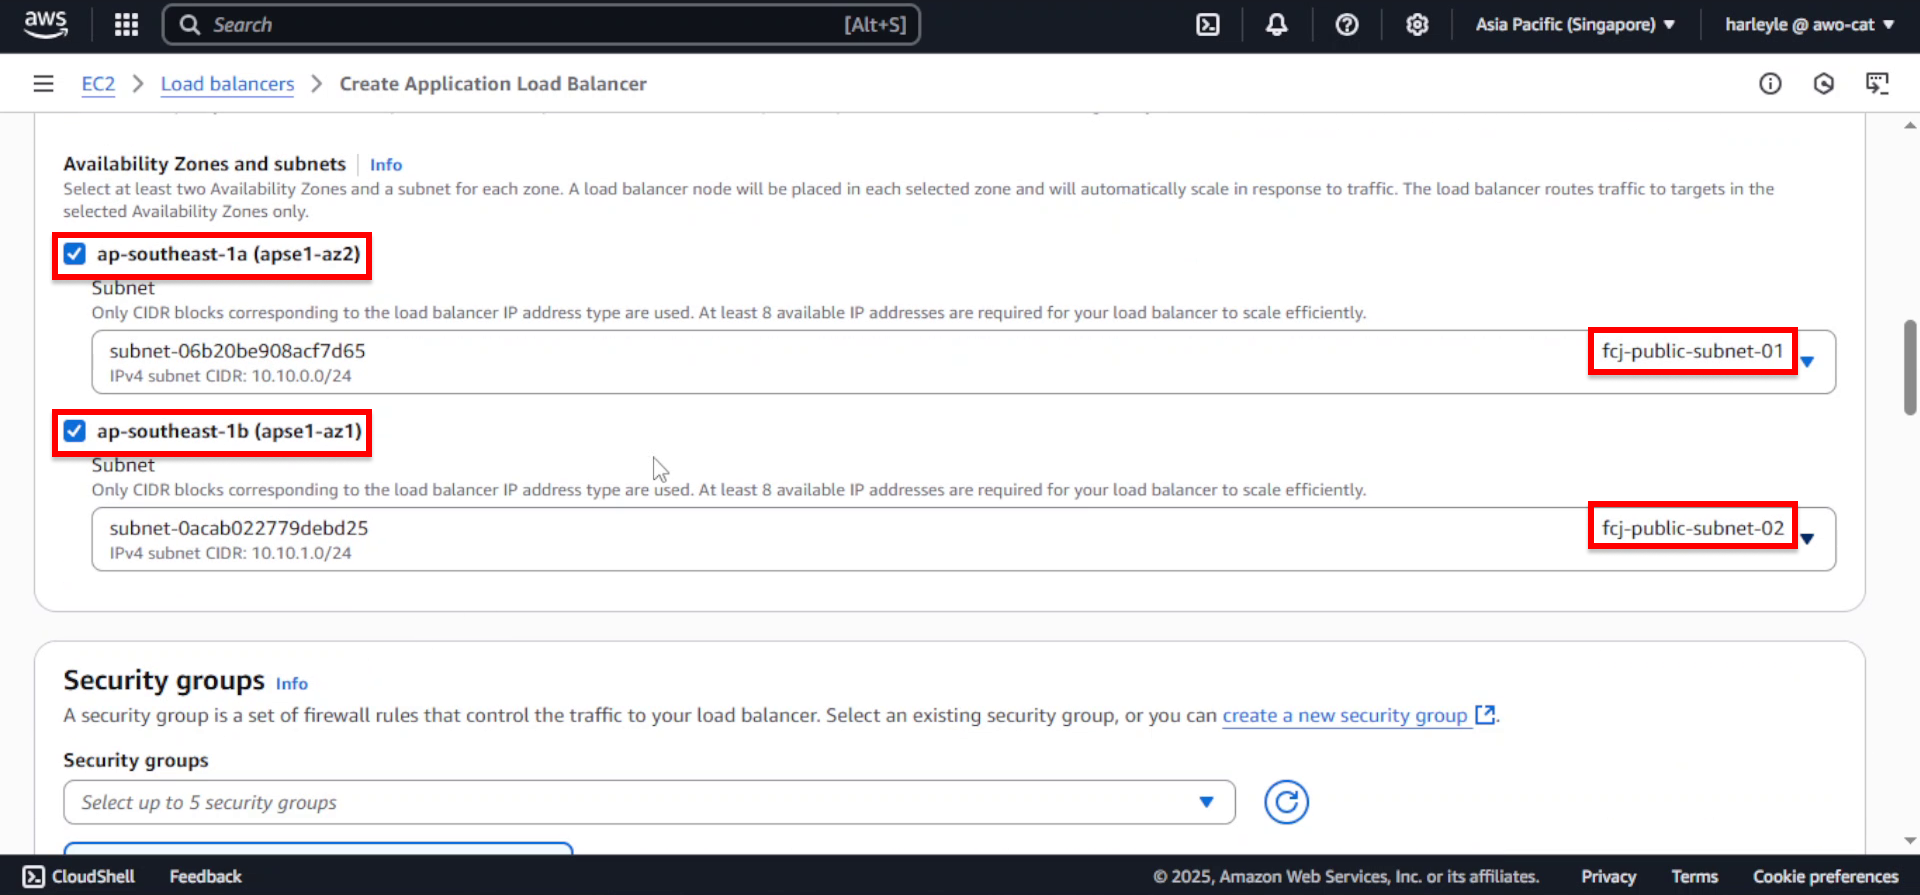 aws
Search
[Alt+S]
Asia Pacific (Singapore)
harleyle @ awo-cat
EC2
Load balancers
Create Application Load Balancer
Availability Zones and subnets
Info
Select at least two Availability Zones and a subnet for each zone. A load balancer node will be placed in each selected zone and will automatically scale in response to traffic. The load balancer routes traffic to targets in the
selected Availability Zones only.
ap-southeast-1a (apse1-az2)
Subnet
Only CIDR blocks corresponding to the load balancer IP address type are used. At least 8 available IP addresses are required for your load balancer to scale efficiently.
subnet-06b20be908acf7d65
fcj-public-subnet-01
IPv4 subnet CIDR: 10.10.0.0/24
ap-southeast-1b (apse1-az1)
Subnet
Only CIDR blocks corresponding to the load balancer IP address type are used. At least 8 available IP addresses are required for your load balancer to scale efficiently.
subnet-0acab022779debd25
fcj-public-subnet-02
IPv4 subnet CIDR: 10.10.1.0/24
Security groups
Info
A security group is a set of firewall rules that control the traffic to your load balancer. Select an existing security group, or you can create a new security group.
Security groups
Select up to 5 security groups
CloudShell
Feedback
© 2025, Amazon Web Services, Inc. or its affiliates.
Privacy
Terms
Cookie preferences